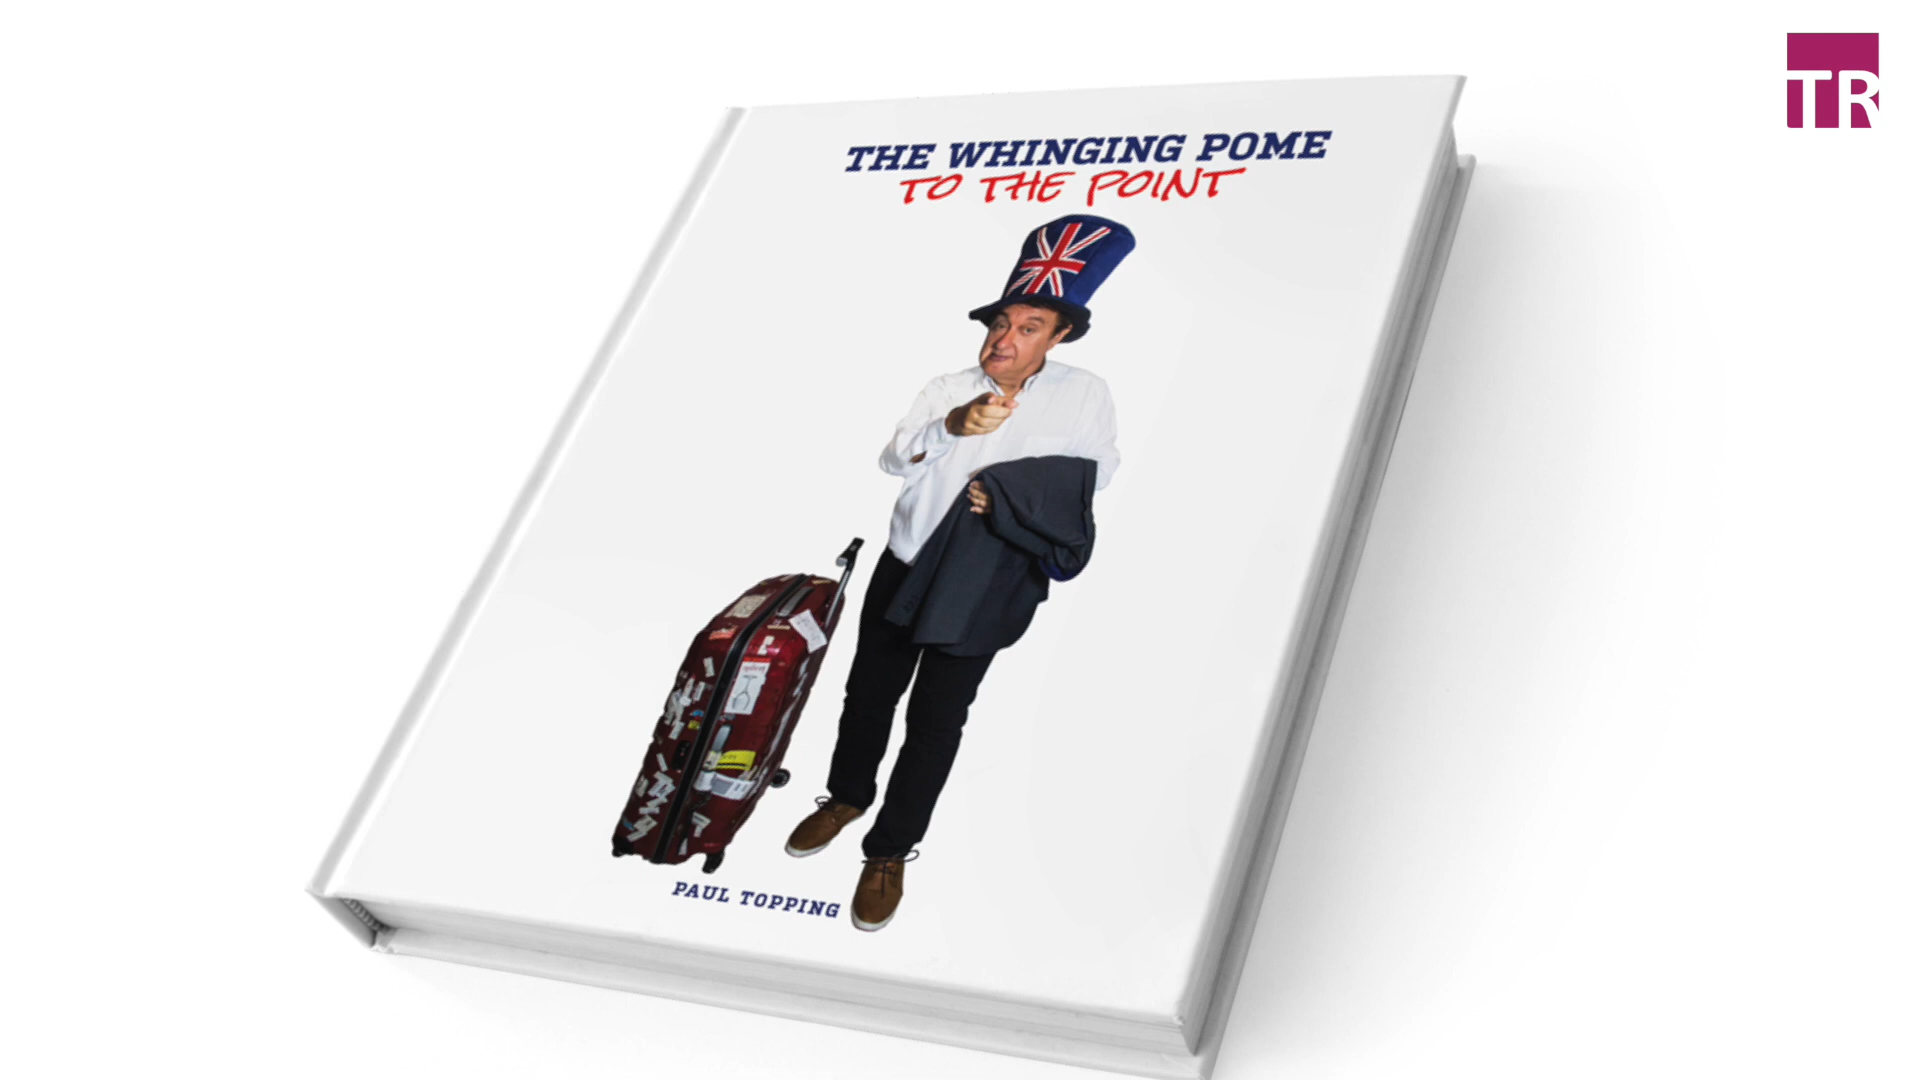 TR
THE WHINGING POME
TO THE POINT
PAUL TOPPING